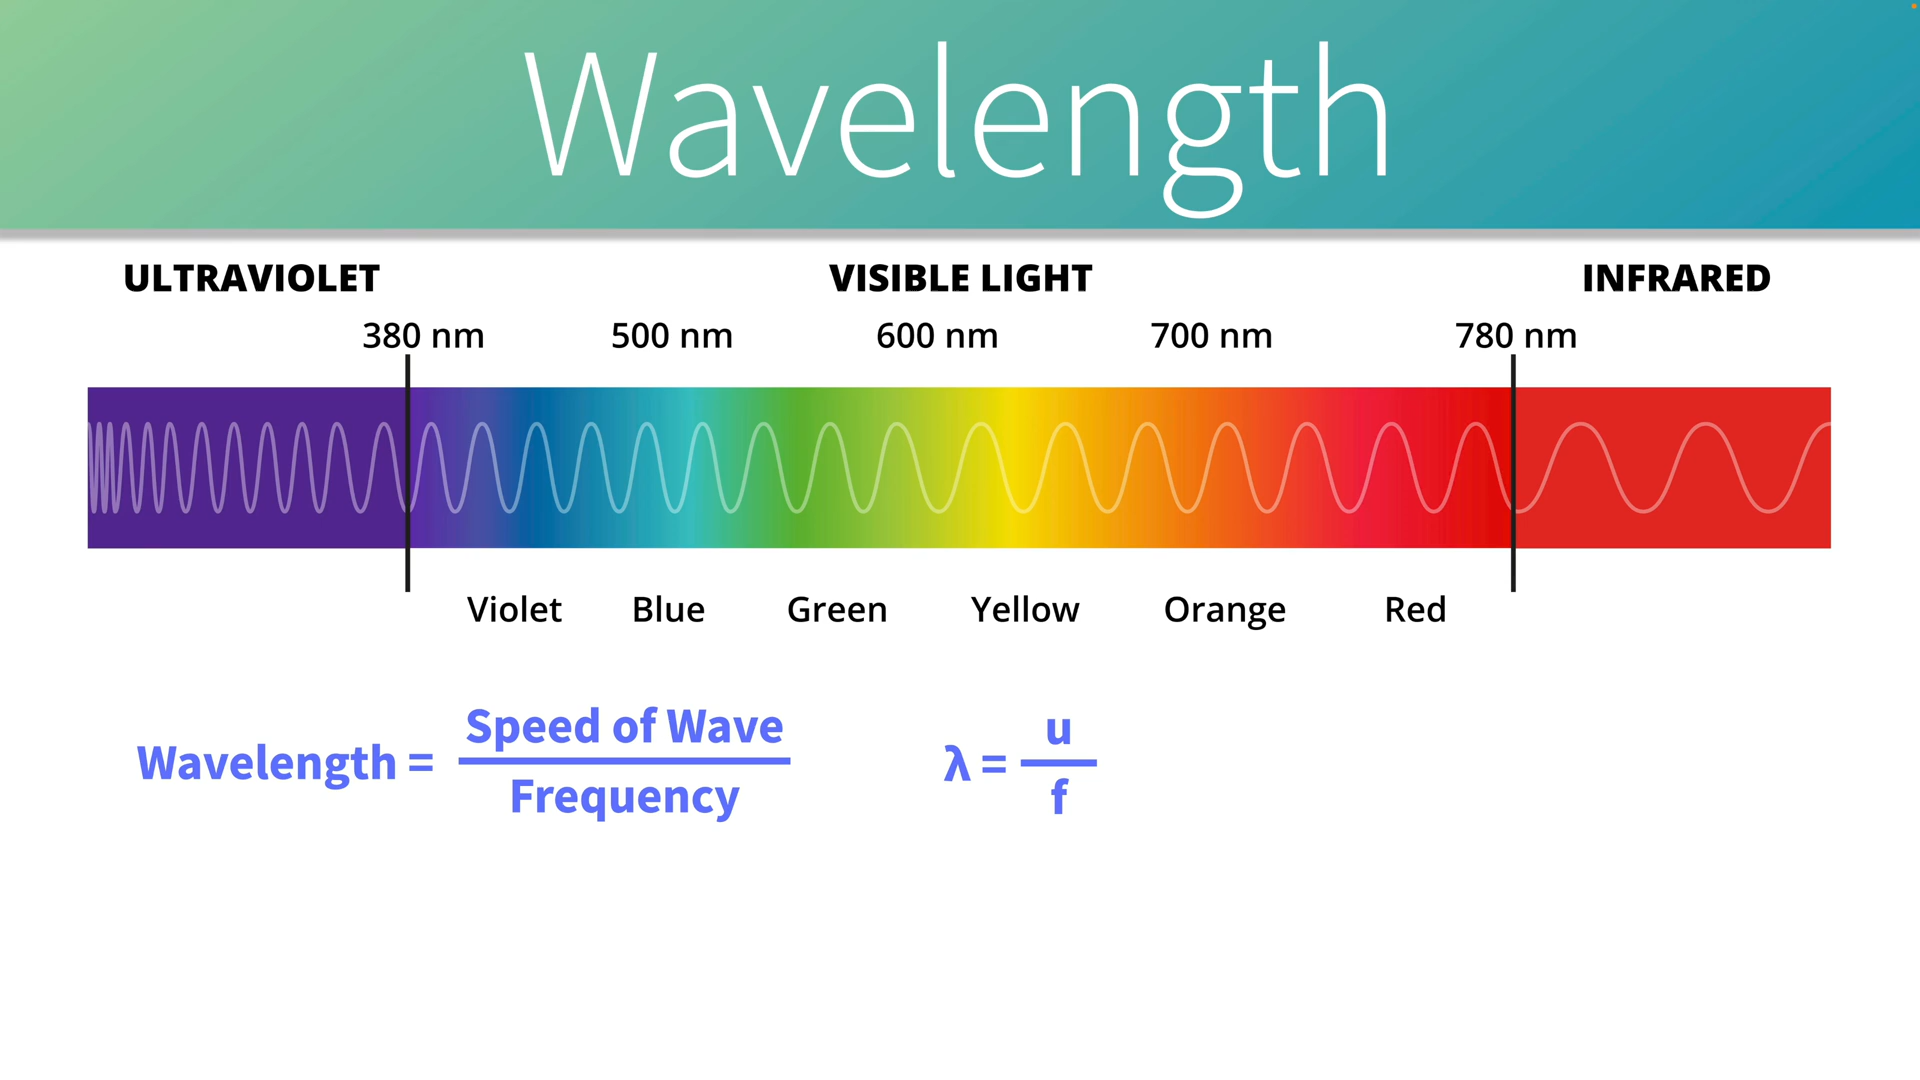 Wavelength
ULTRAVIOLET VISIBLE LIGHT INFRARED
380 nm 500 nm 600 nm 700 nm 780 nm
Violet Blue Green Yellow Orange Red
Wavelength = Speed of Wave / Frequency
λ = u / f